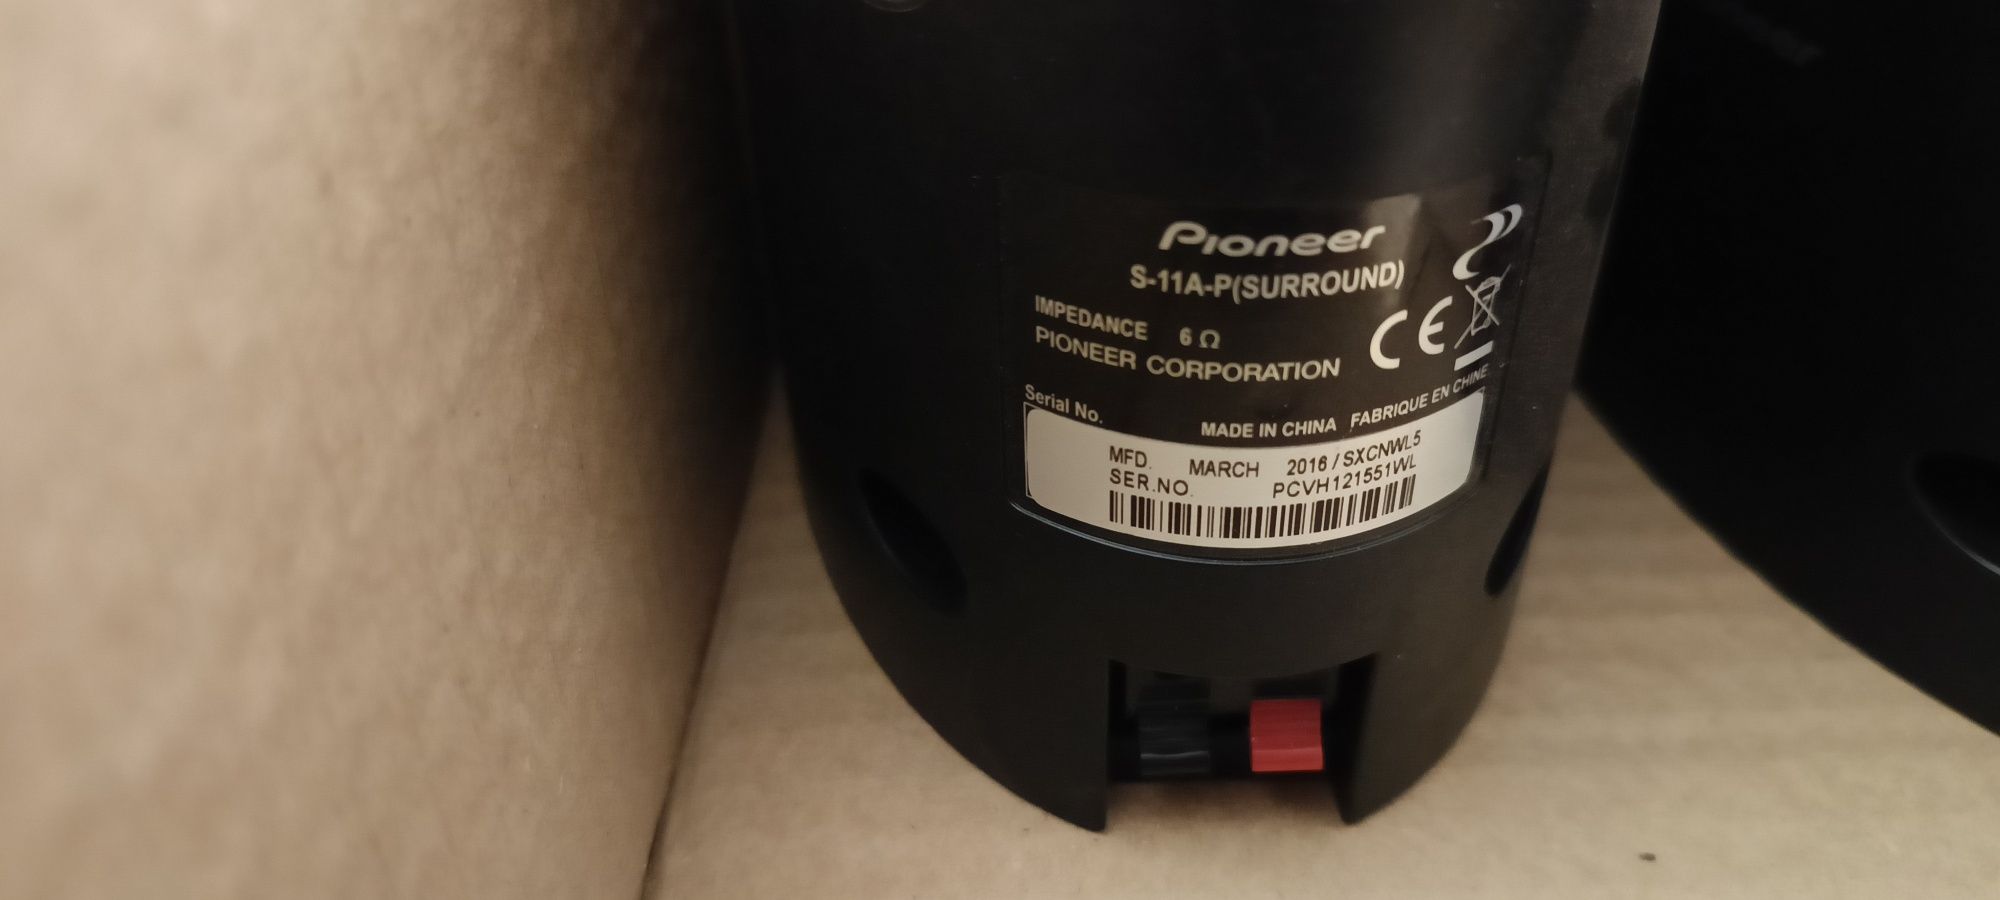 Pioneer
S-11A-P(SURROUND)
IMPEDANCE 6 Ω
PIONEER CORPORATION
CE
Serial No.
MADE IN CHINA FABRIQUE EN CHINE
MFD. MARCH 2016 / SXCNWL5
SER.NO. PCVH121551WL